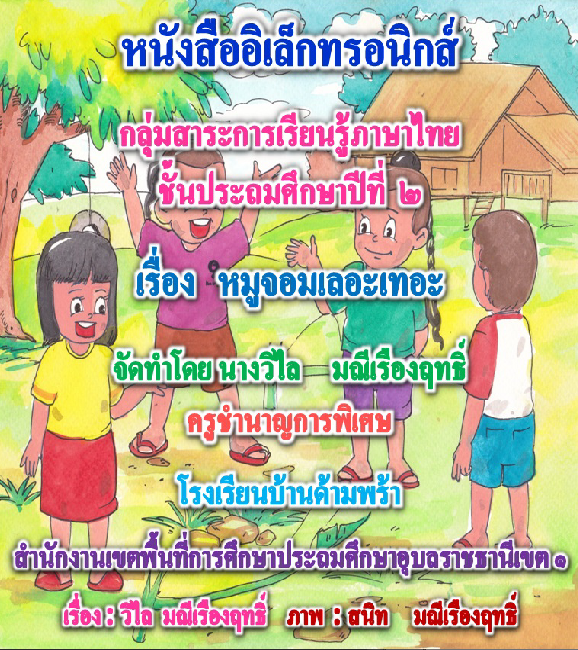 หนังสืออิเล็กทรอนิกส์
กลุ่มสาระการเรียนรู้ภาษาไทย
ชั้นประถมศึกษาปีที่ ๒
เรื่อง หมูจอมเลอะเทอะ
จัดทำโดย นางวิไล มณีเรืองฤทธิ์
ครูชำนาญการพิเศษ
โรงเรียนบ้านด้ามพร้า
สำนักงานเขตพื้นที่การศึกษาประถมศึกษาอุบลราชธานีเขต ๑
เรื่อง : วิไล มณีเรืองฤทธิ์ ภาพ : สนิท มณีเรืองฤทธิ์